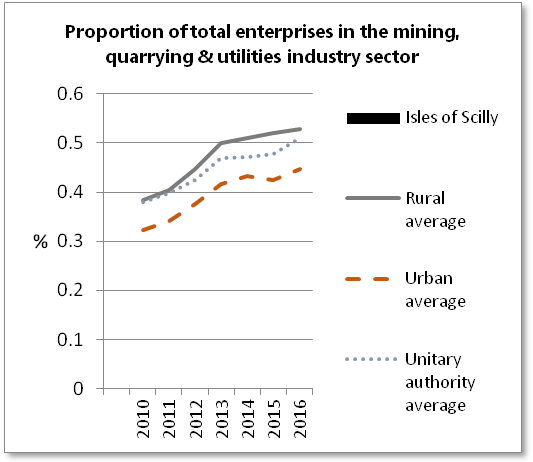 Proportion of total enterprises in the mining,
quarrying & utilities industry sector
0.6
0.5
0.4
0.3
0.2
0.1
0
%
2010
2011
2012
2013
2014
2015
2016
Isles of Scilly
Rural
average
Urban
average
Unitary
authority
average